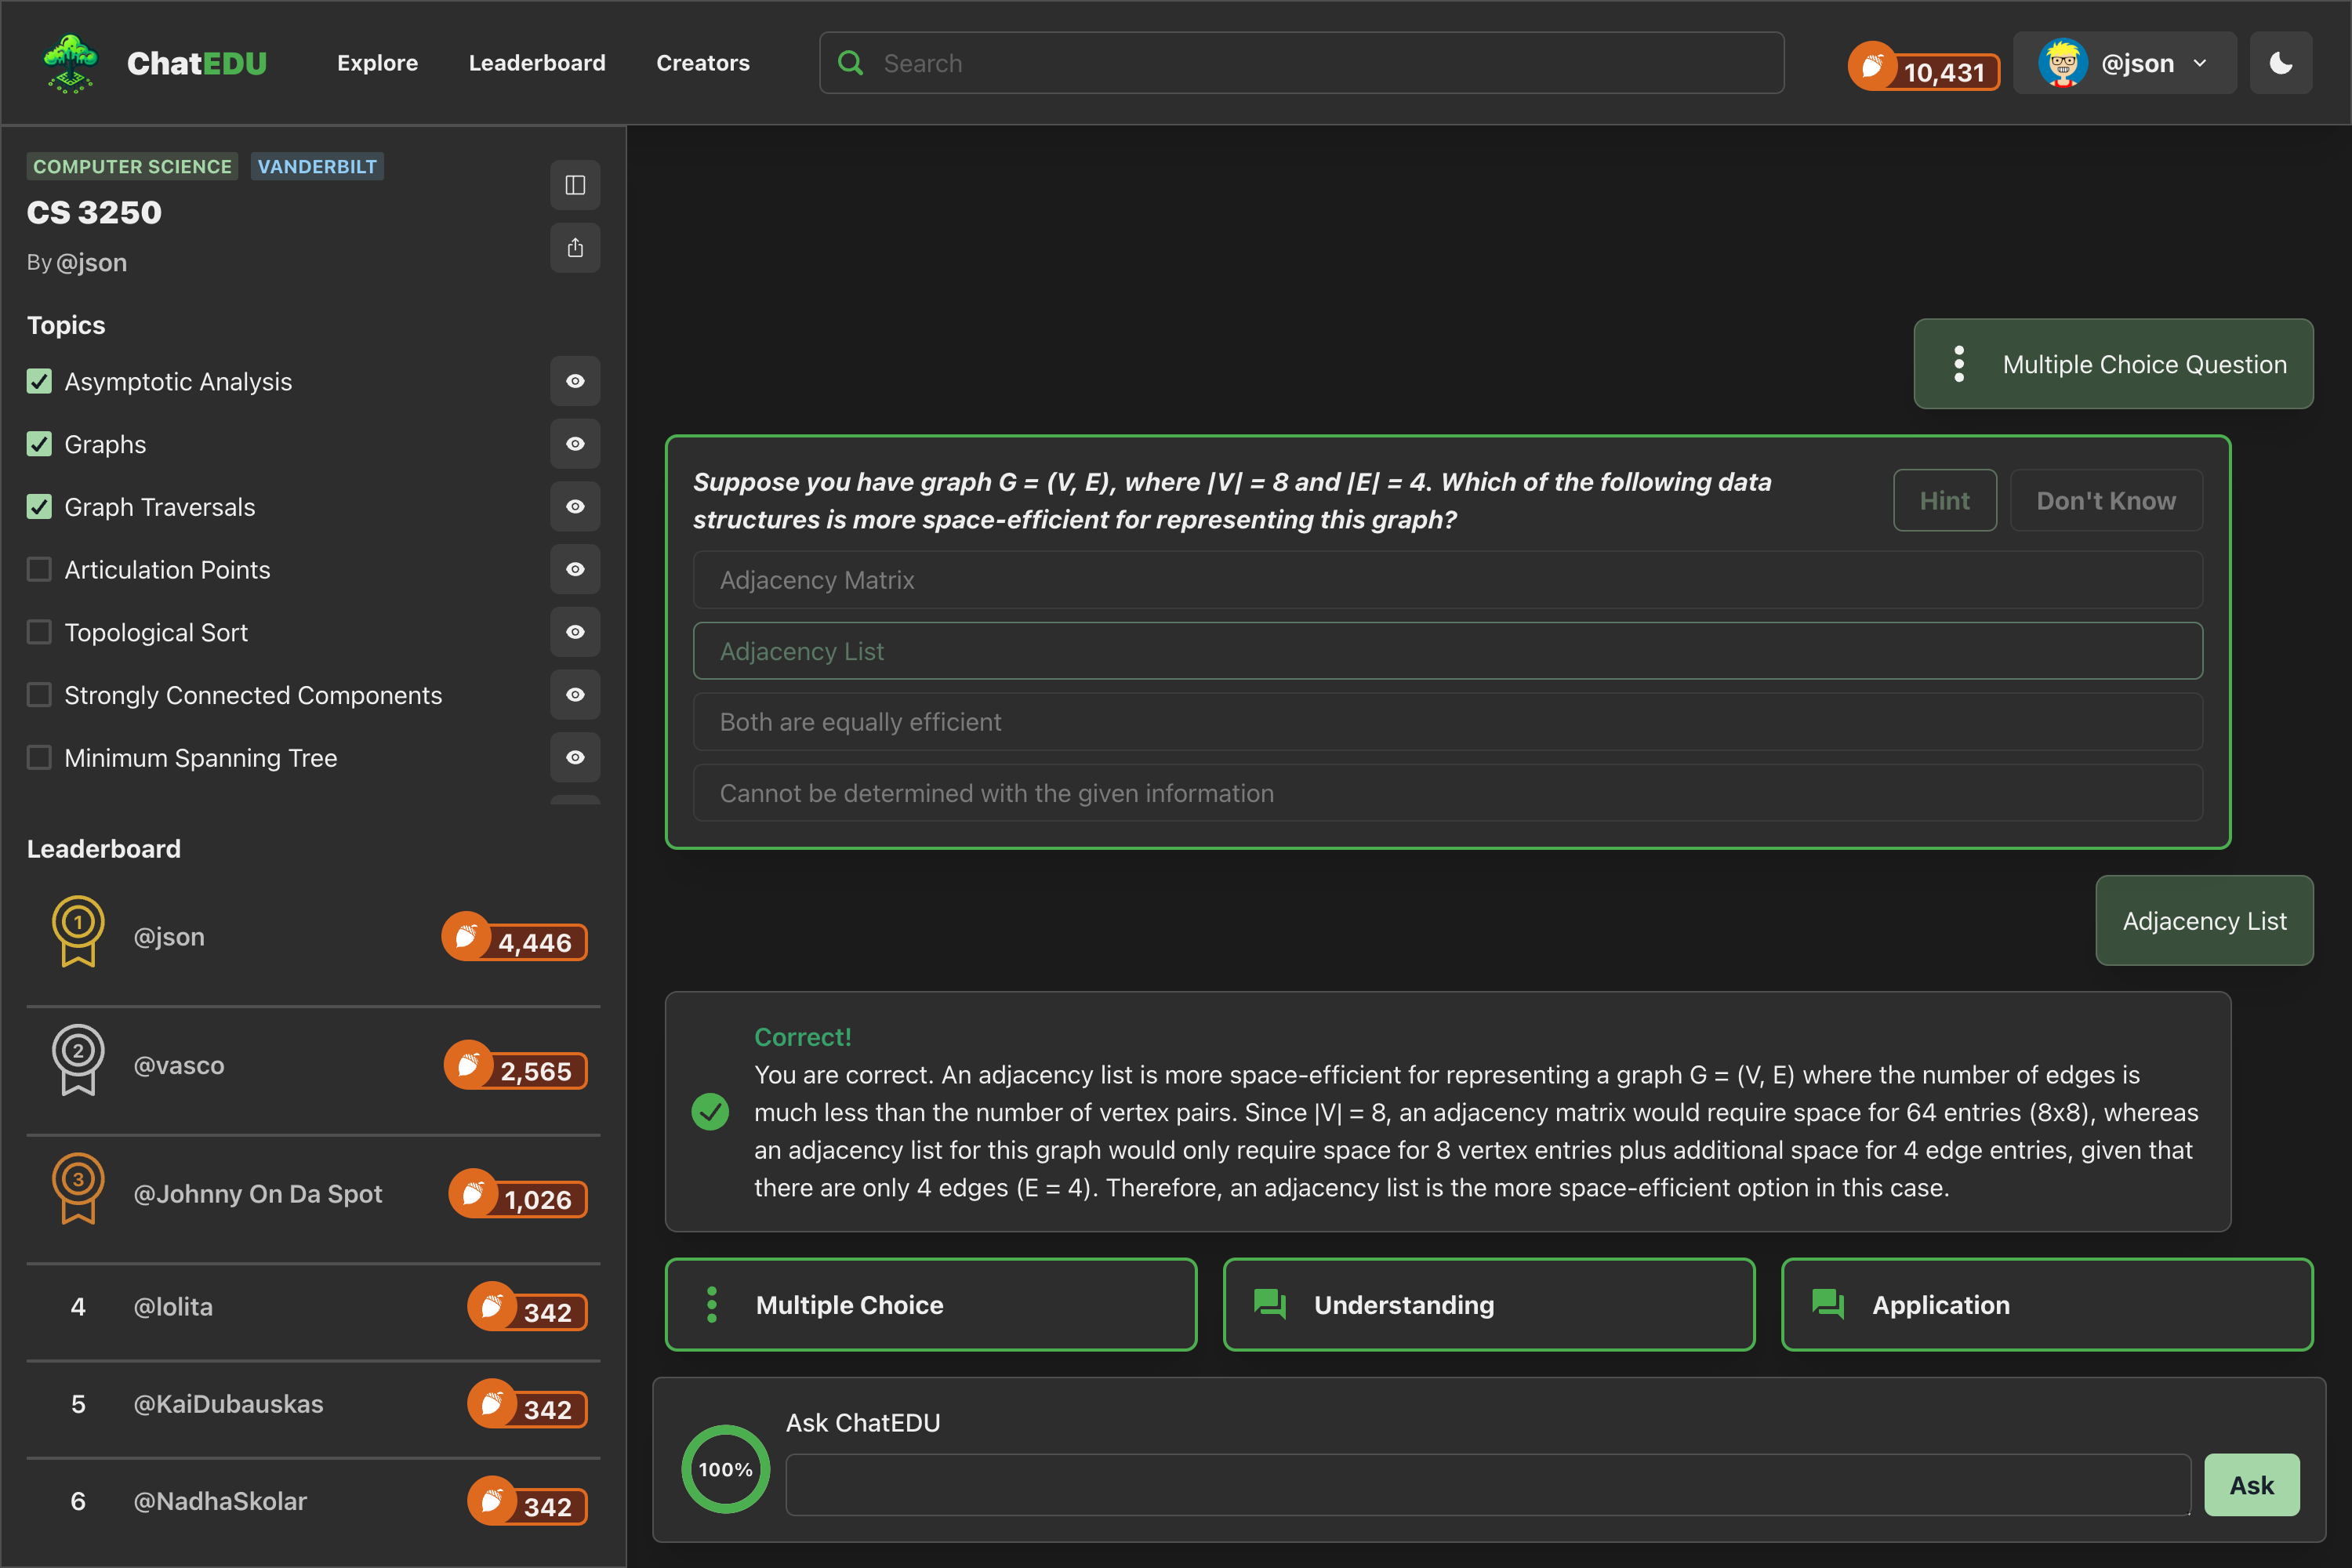 ChatEDU
Explore
Leaderboard
Creators
Search
10,431
@json
COMPUTER SCIENCE
VANDERBILT
CS 3250
By @json
Topics
Asymptotic Analysis
Graphs
Graph Traversals
Articulation Points
Topological Sort
Strongly Connected Components
Minimum Spanning Tree
Leaderboard
1
@json
4,446
2
@vasco
2,565
3
@Johnny On Da Spot
1,026
4
@lolita
342
5
@KaiDubauskas
342
6
@NadhaSkolar
342
Multiple Choice Question
Suppose you have graph G = (V, E), where |V| = 8 and |E| = 4. Which of the following data
structures is more space-efficient for representing this graph?
Hint
Don't Know
Adjacency Matrix
Adjacency List
Both are equally efficient
Cannot be determined with the given information
Adjacency List
Correct!
You are correct. An adjacency list is more space-efficient for representing a graph G = (V, E) where the number of edges is
much less than the number of vertex pairs. Since |V| = 8, an adjacency matrix would require space for 64 entries (8x8), whereas
an adjacency list for this graph would only require space for 8 vertex entries plus additional space for 4 edge entries, given that
there are only 4 edges (E = 4). Therefore, an adjacency list is the more space-efficient option in this case.
Multiple Choice
Understanding
Application
Ask ChatEDU
100%
Ask